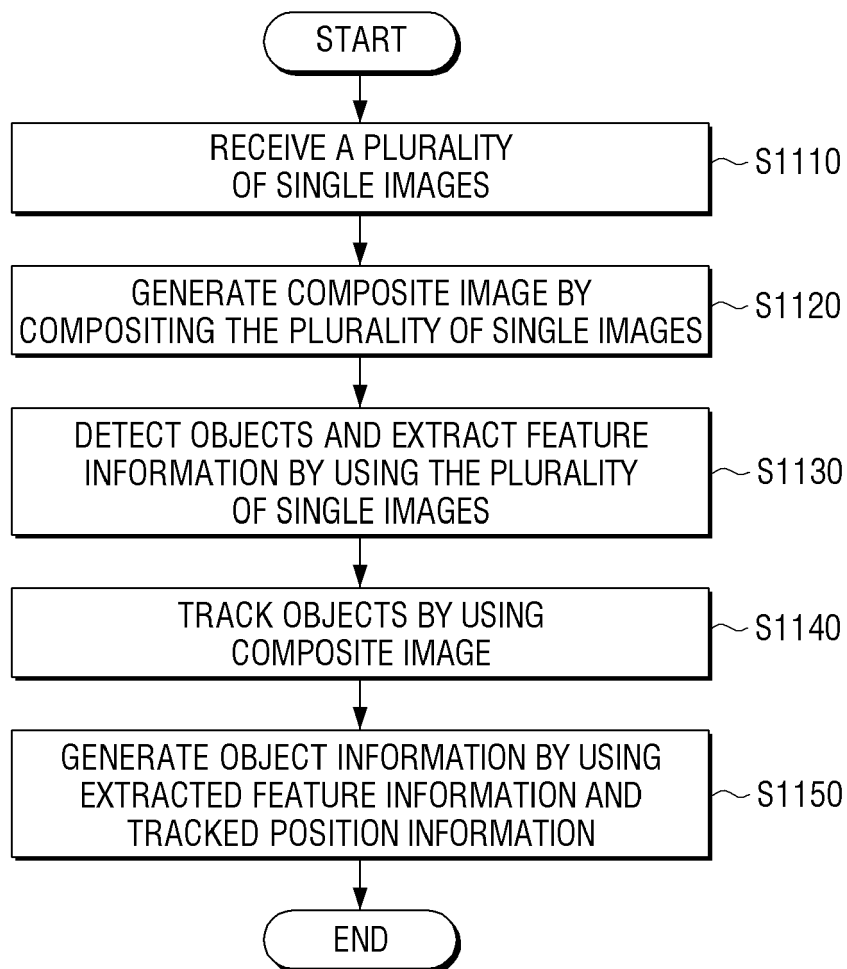 START
RECEIVE A PLURALITY
OF SINGLE IMAGES
S1110
GENERATE COMPOSITE IMAGE BY
COMPOSITING THE PLURALITY OF SINGLE IMAGES
S1120
DETECT OBJECTS AND EXTRACT FEATURE
INFORMATION BY USING THE PLURALITY
OF SINGLE IMAGES
S1130
TRACK OBJECTS BY USING
COMPOSITE IMAGE
S1140
GENERATE OBJECT INFORMATION BY USING
EXTRACTED FEATURE INFORMATION AND
TRACKED POSITION INFORMATION
S1150
END